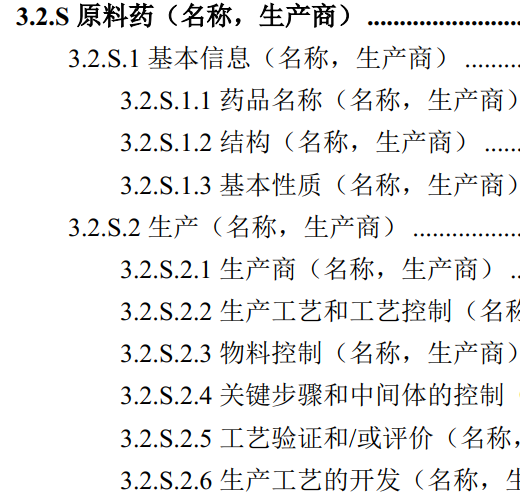 3.2.S 原料药（名称，生产商）........................
3.2.S.1 基本信息（名称，生产商）.........
3.2.S.1.1 药品名称（名称，生产商）
3.2.S.1.2 结构（名称，生产商）......
3.2.S.1.3 基本性质（名称，生产商）
3.2.S.2 生产（名称，生产商）.................
3.2.S.2.1 生产商（名称，生产商）..
3.2.S.2.2 生产工艺和工艺控制（名称
3.2.S.2.3 物料控制（名称，生产商）
3.2.S.2.4 关键步骤和中间体的控制（
3.2.S.2.5 工艺验证和/或评价（名称，
3.2.S.2.6 生产工艺的开发（名称，生